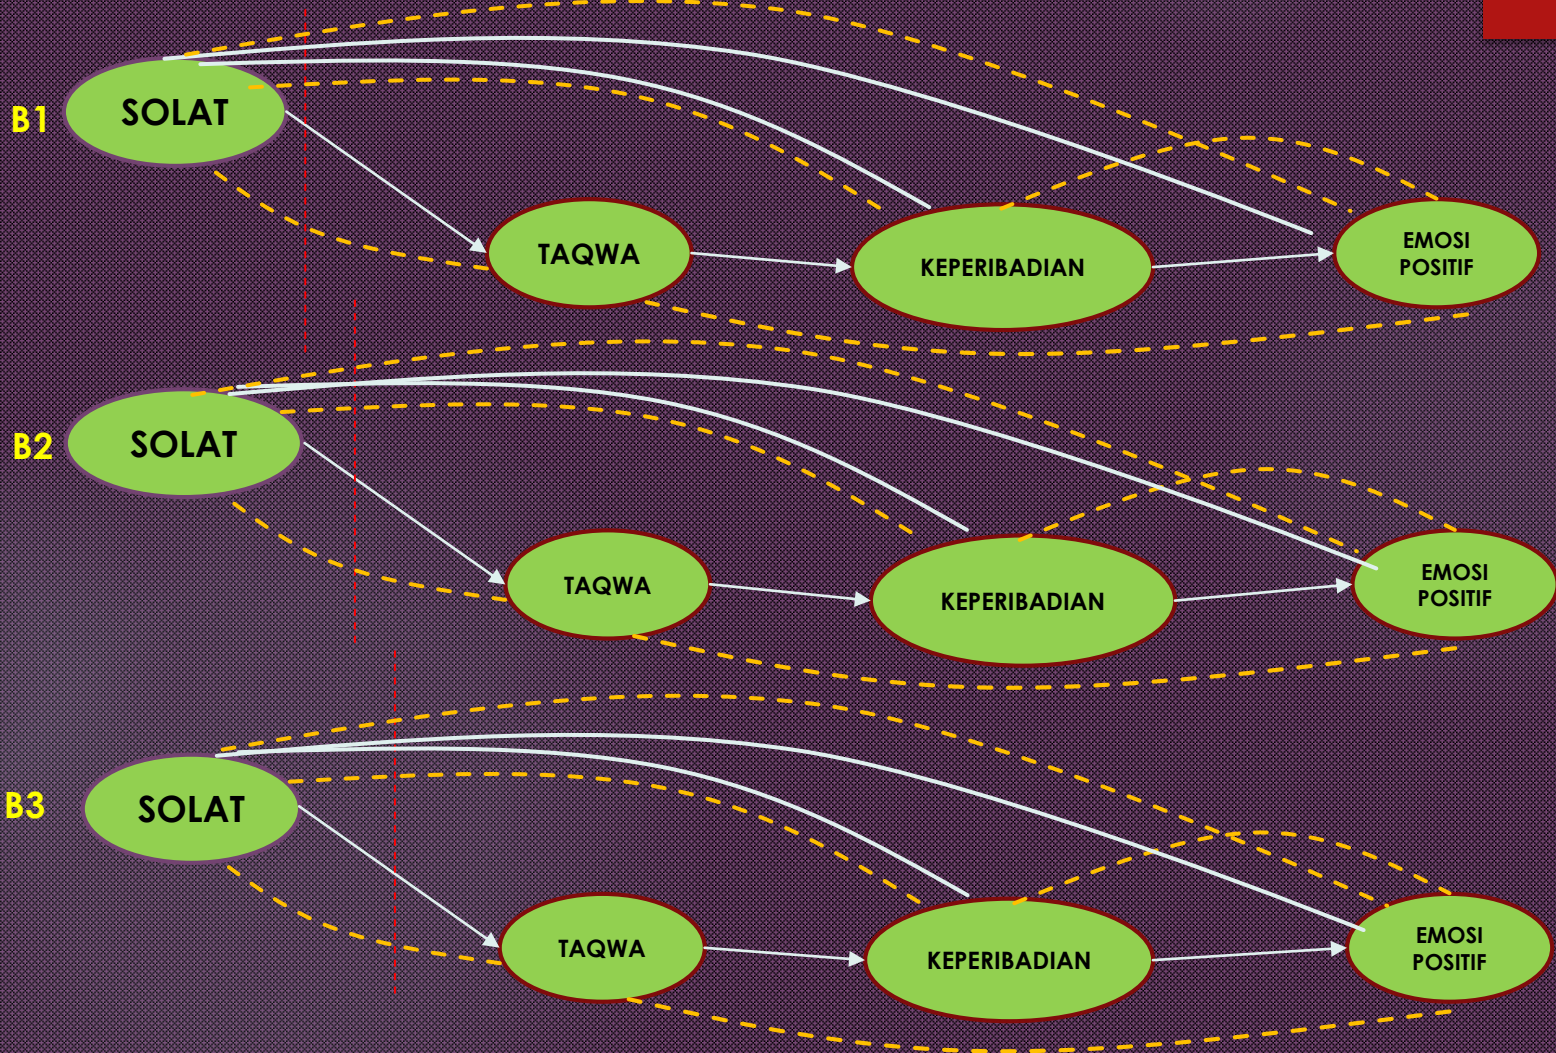 B1
SOLAT
TAQWA
KEPERIBADIAN
EMOSI
POSITIF
B2
SOLAT
TAQWA
KEPERIBADIAN
EMOSI
POSITIF
B3
SOLAT
TAQWA
KEPERIBADIAN
EMOSI
POSITIF